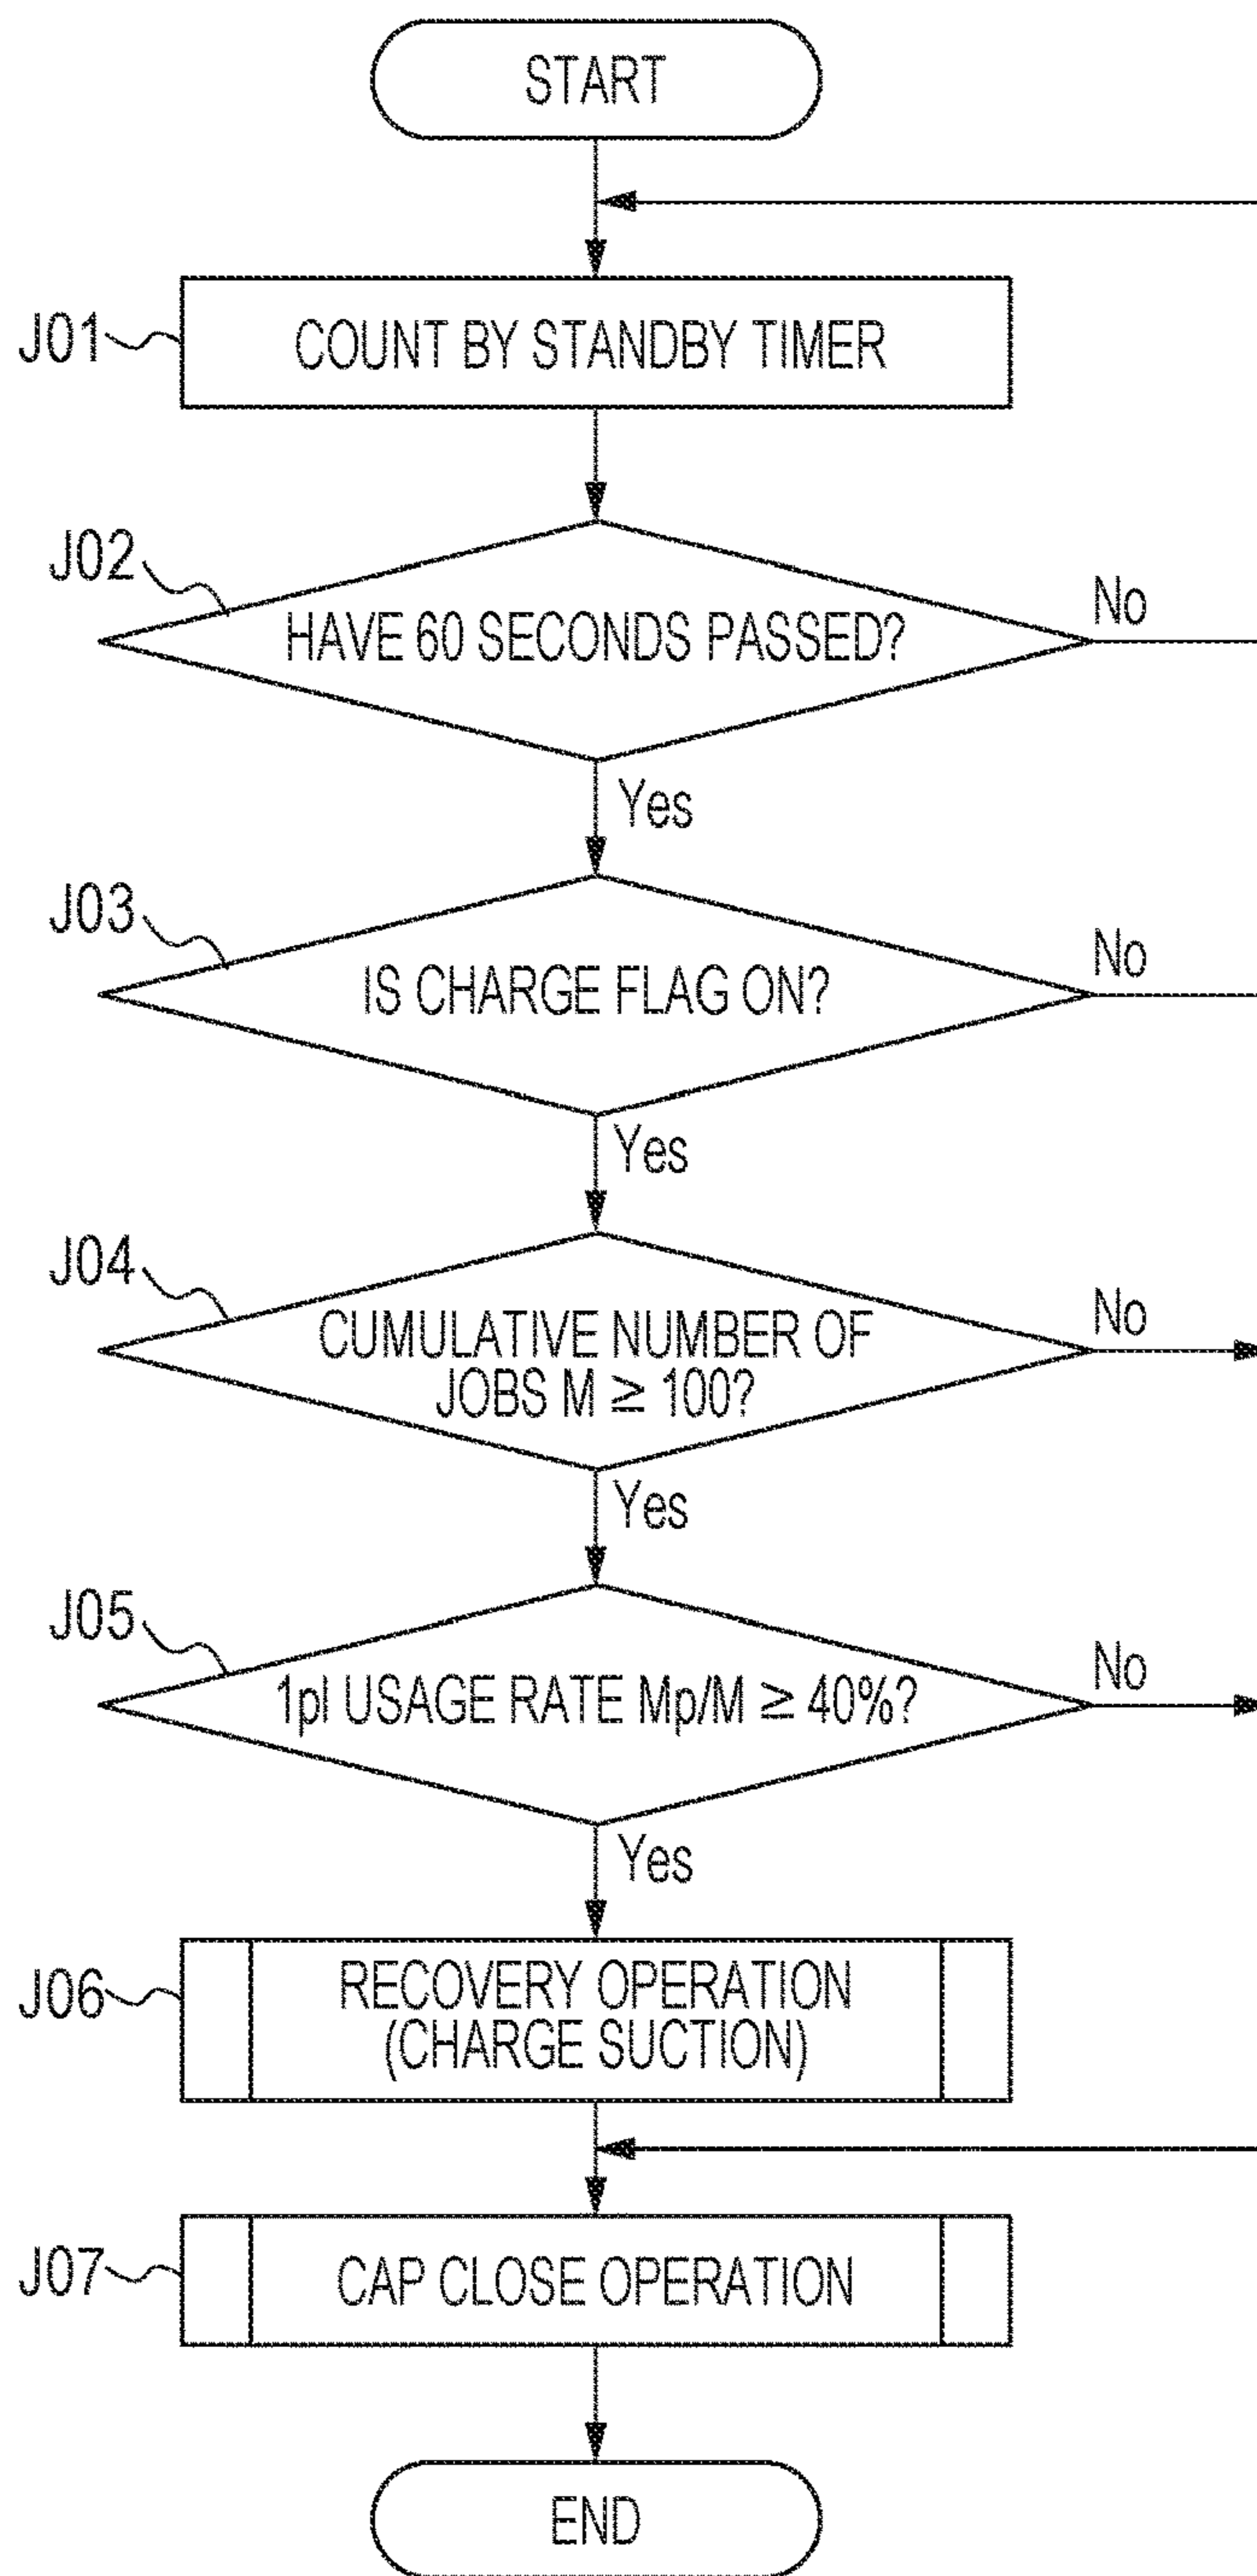 START
J01
COUNT BY STANDBY TIMER
J02
HAVE 60 SECONDS PASSED?
No
Yes
J03
IS CHARGE FLAG ON?
No
Yes
J04
CUMULATIVE NUMBER OF
JOBS M ≥ 100?
No
Yes
J05
1pl USAGE RATE Mp/M ≥ 40%?
No
Yes
J06
RECOVERY OPERATION
(CHARGE SUCTION)
J07
CAP CLOSE OPERATION
END